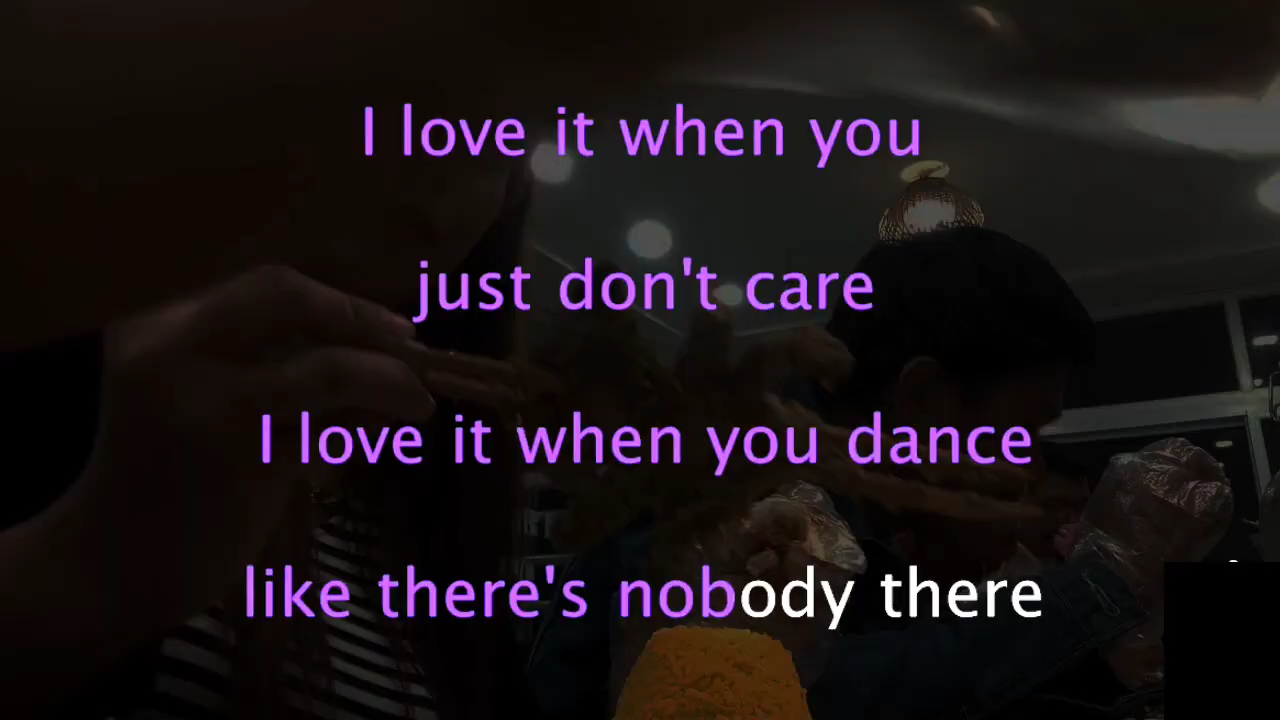 I love it when you
just don't care
I love it when you dance
like there's nobody there